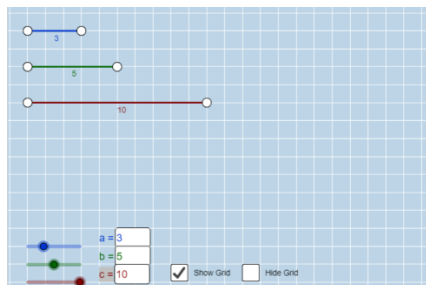 3
5
10
a = 3
b = 5
c = 10
Show Grid
Hide Grid